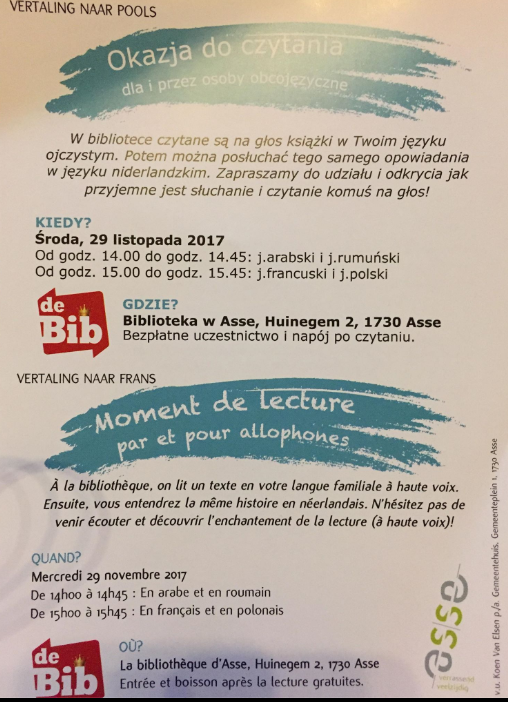 VERTALING NAAR POOLS
Okazja do czytania
dla i przez osoby obcojęzyczne
W bibliotece czytane są na głos książki w Twoim języku
ojczystym. Potem można posłuchać tego samego opowiadania
w języku niderlandzkim. Zapraszamy do udziału i odkrycia jak
przyjemne jest słuchanie i czytanie komuś na głos!
KIEDY?
Środa, 29 listopada 2017
Od godz. 14.00 do godz. 14.45: j.arabski i j.rumuński
Od godz. 15.00 do godz. 15.45: j.francuski i j.polski
de
Bib
GDZIE?
Biblioteka w Asse, Huinegem 2, 1730 Asse
Bezpłatne uczestnictwo i napój po czytaniu.
VERTALING NAAR FRANS
Moment de lecture
par et pour allophones
À la bibliothèque, on lit un texte en votre langue familiale à haute voix.
Ensuite, vous entendrez la même histoire en néerlandais. N'hésitez pas de
venir écouter et découvrir l'enchantement de la lecture (à haute voix)!
QUAND?
Mercredi 29 novembre 2017
De 14h00 à 14h45 : En arabe et en roumain
De 15h00 à 15h45 : En français et en polonais
de
Bib
OÙ?
La bibliothèque d'Asse, Huinegem 2, 1730 Asse
Entrée et boisson après la lecture gratuites.
asse
verrassend
veelzijdig
v.u. Koen Van Elsen p./a. Gemeentehuis, Gemeenteplein 1, 1730 Asse